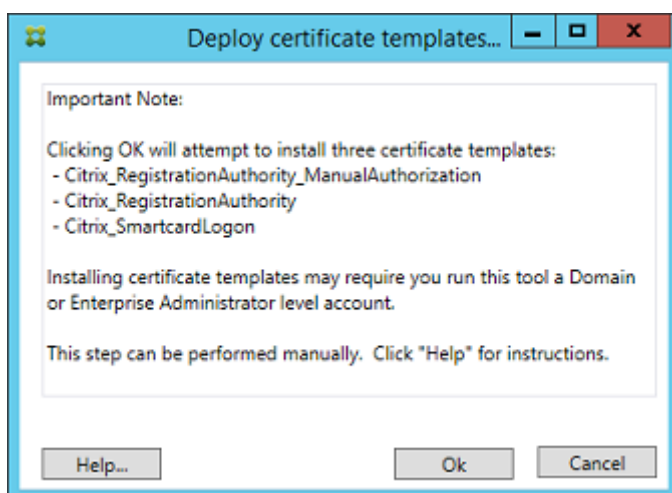 Deploy certificate templates...
Important Note:
Clicking OK will attempt to install three certificate templates:
- Citrix_RegistrationAuthority_ManualAuthorization
- Citrix_RegistrationAuthority
- Citrix_SmartcardLogon
Installing certificate templates may require you run this tool a Domain
or Enterprise Administrator level account.
This step can be performed manually.  Click "Help" for instructions.
Help... Ok Cancel